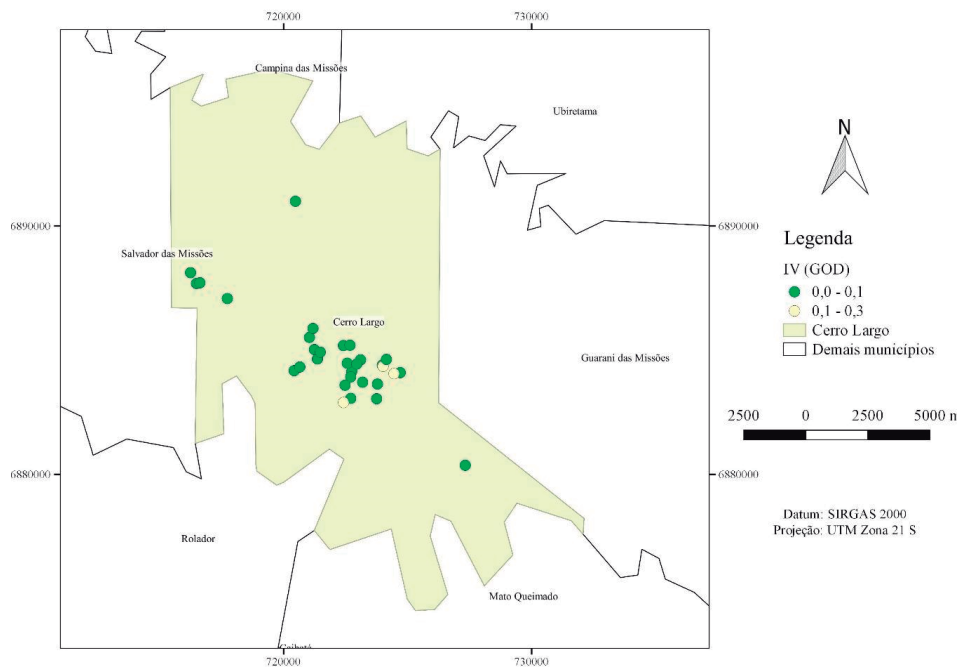 720000
730000
Campina das Missões
Ubiretama
N
6890000
6890000
Salvador das Missões
Legenda
IV (GOD)
0,0 - 0,1
0,1 - 0,3
Cerro Largo
Cerro Largo
Demais municípios
Guarani das Missões
2500
0
2500
5000 m
6880000
6880000
Datum: SIRGAS 2000
Projeção: UTM Zona 21 S
Rolador
Mato Queimado
720000
730000